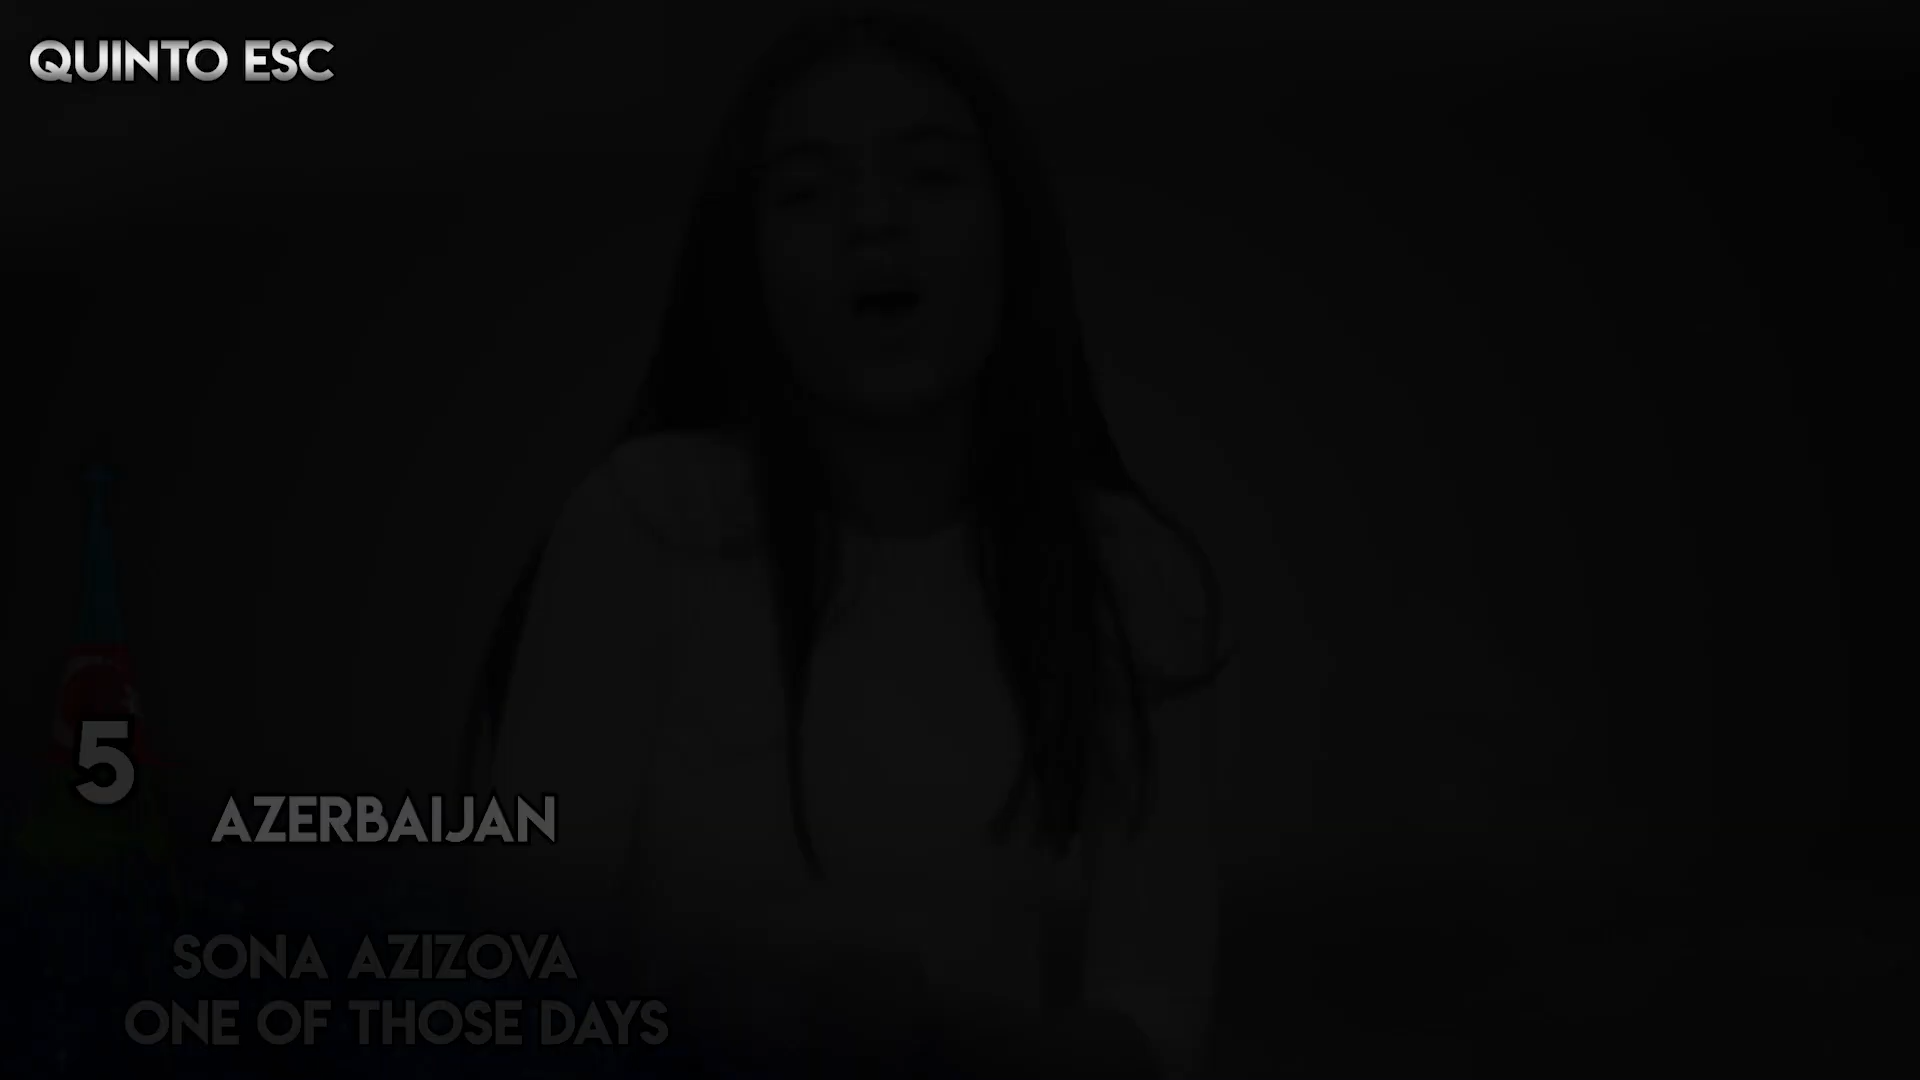 QUINTO ESC
5
AZERBAIJAN
SONA AZIZOVA
ONE OF THOSE DAYS